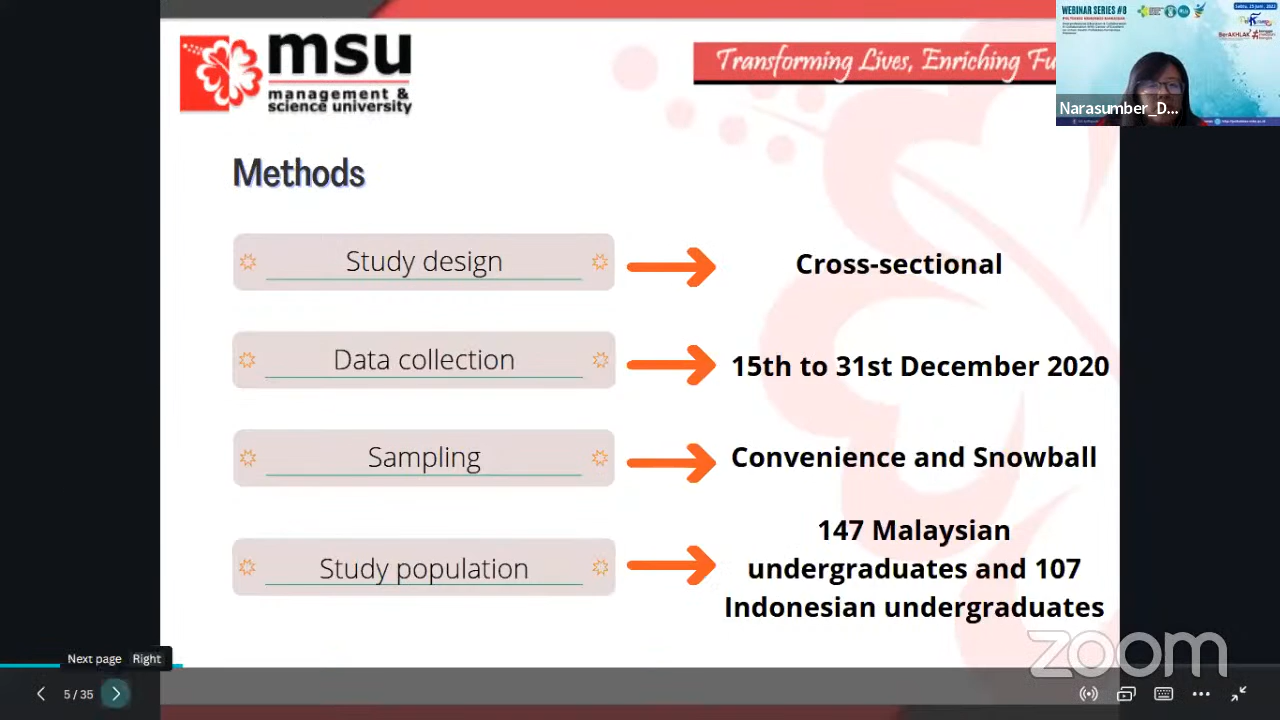 msu
management &
science university
Transforming Lives, Enriching Fu
WEBINAR SERIES #8
Narasumber_D...
Methods
Study design
Cross-sectional
Data collection
15th to 31st December 2020
Sampling
Convenience and Snowball
Study population
147 Malaysian
undergraduates and 107
Indonesian undergraduates
zoom
Next page Right
5 / 35